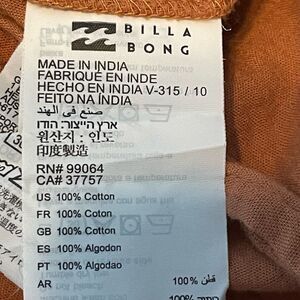 BILLA
BONG
MADE IN INDIA
FABRIQUÉ EN INDE
HECHO EN INDIA V-315 / 10
FEITO NA ÍNDIA
صنع في الهند
ארץ הייצור: הודו
원산지: 인도
印度製造
RN# 99064
CA# 37757
US 100% Cotton
FR 100% Coton
GB 100% Cotton
ES 100% Algodon
PT 100% Algodao
AR 100% قطن